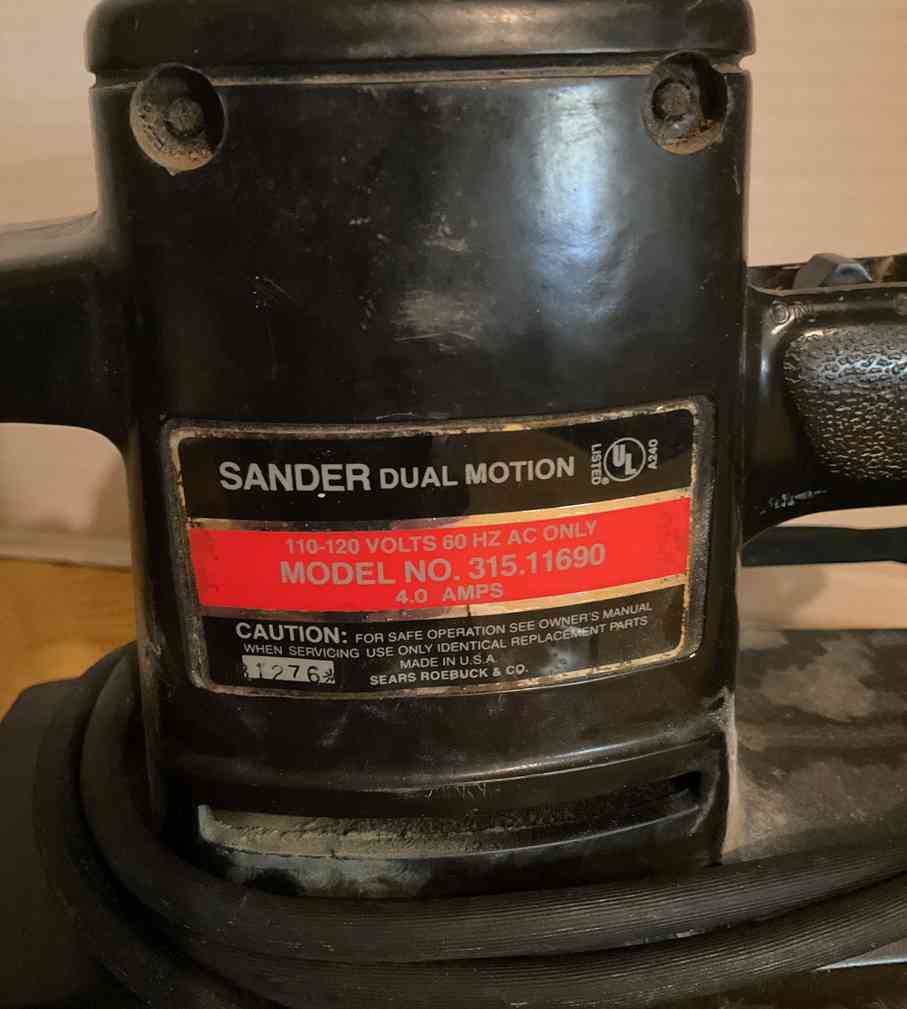 SANDER DUAL MOTION
LISTED®
UL
A240
110-120 VOLTS 60 HZ AC ONLY
MODEL NO. 315.11690
4.0 AMPS
CAUTION: FOR SAFE OPERATION SEE OWNER'S MANUAL
WHEN SERVICING USE ONLY IDENTICAL REPLACEMENT PARTS
MADE IN U.S.A.
SEARS ROEBUCK & CO.